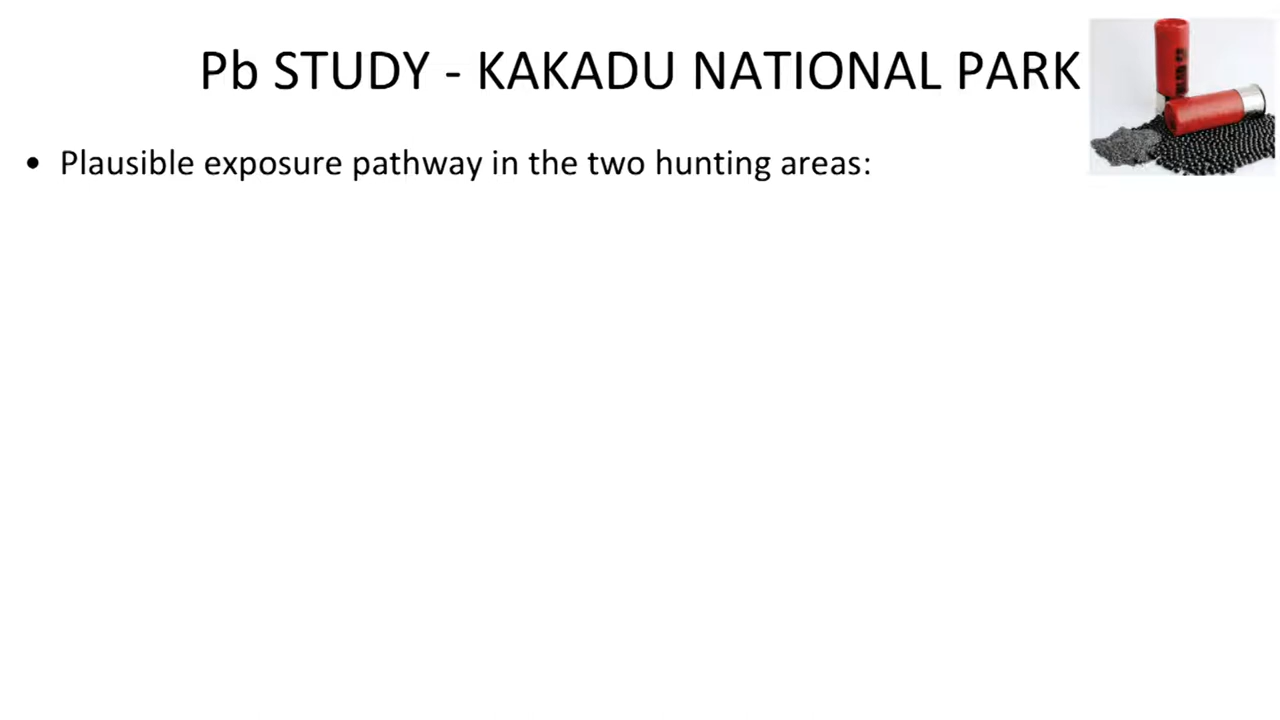 Pb STUDY - KAKADU NATIONAL PARK
• Plausible exposure pathway in the two hunting areas: